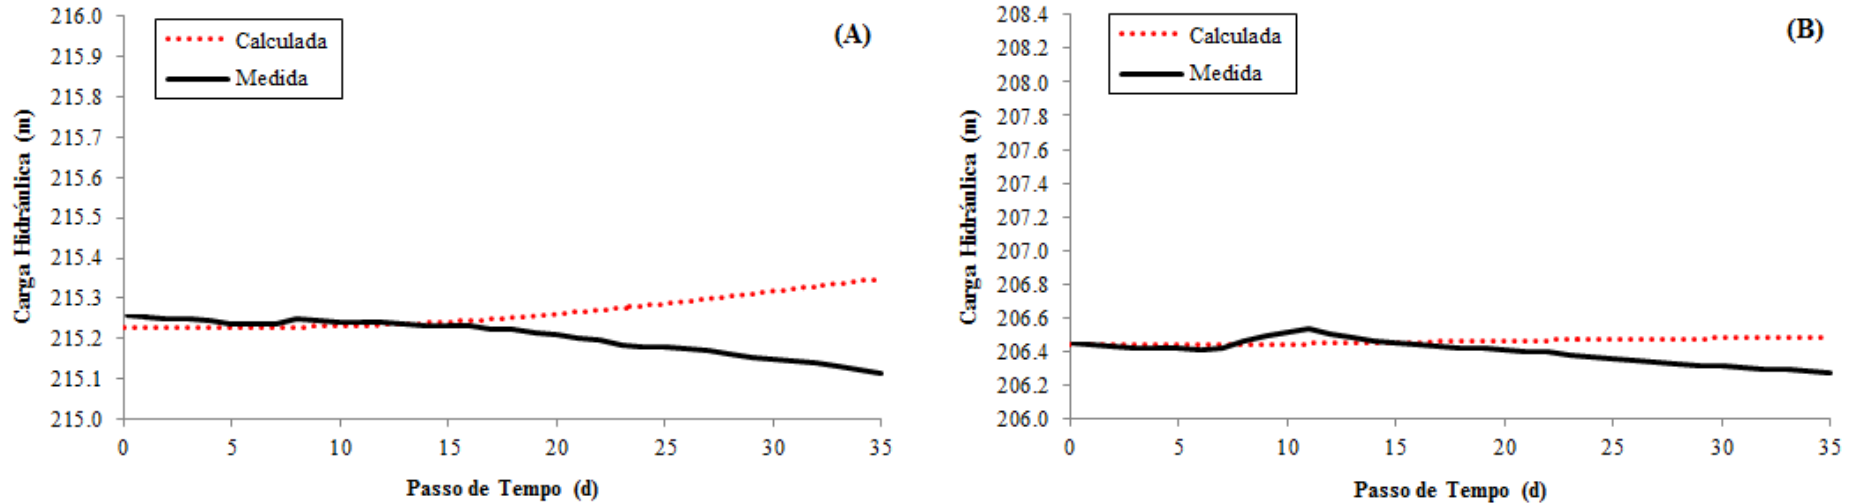 (A)
Calculada
Medida
Carga Hidráulica (m)
216.0
215.9
215.8
215.7
215.6
215.5
215.4
215.3
215.2
215.1
215.0
0 5 10 15 20 25 30 35
Passo de Tempo (d)
(B)
Calculada
Medida
Carga Hidráulica (m)
208.4
208.2
208.0
207.8
207.6
207.4
207.2
207.0
206.8
206.6
206.4
206.2
206.0
0 5 10 15 20 25 30 35
Passo de Tempo (d)